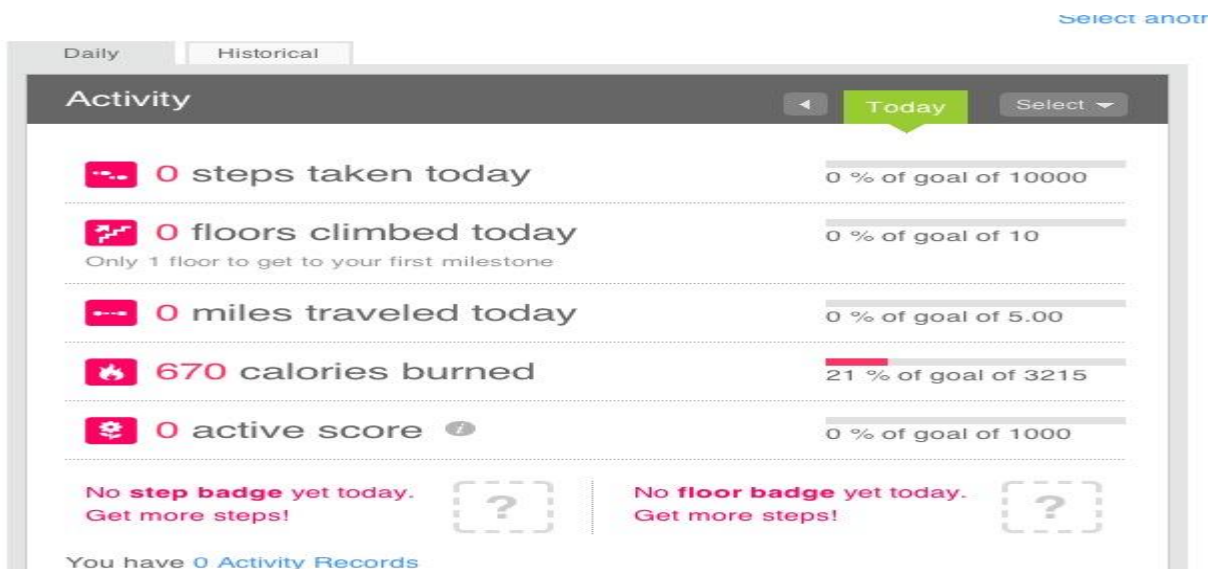 Select
Daily Historical
Activity Today Select
0 steps taken today 0 % of goal of 10000
0 floors climbed today 0 % of goal of 10
Only 1 floor to get to your first milestone
0 miles traveled today 0 % of goal of 5.00
670 calories burned 21 % of goal of 3215
0 active score i 0 % of goal of 1000
No step badge yet today. ? No floor badge yet today. ?
Get more steps! Get more steps!
You have 0 Activity Records